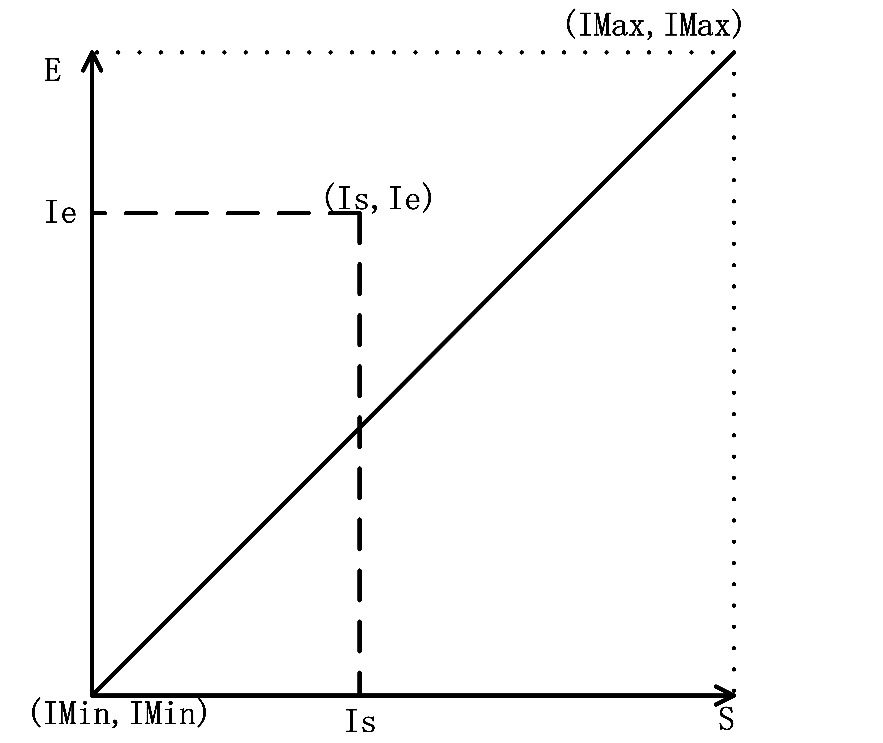 (IMax, IMax)
E
(Is, Ie)
Ie
(IMin, IMin)
Is
S